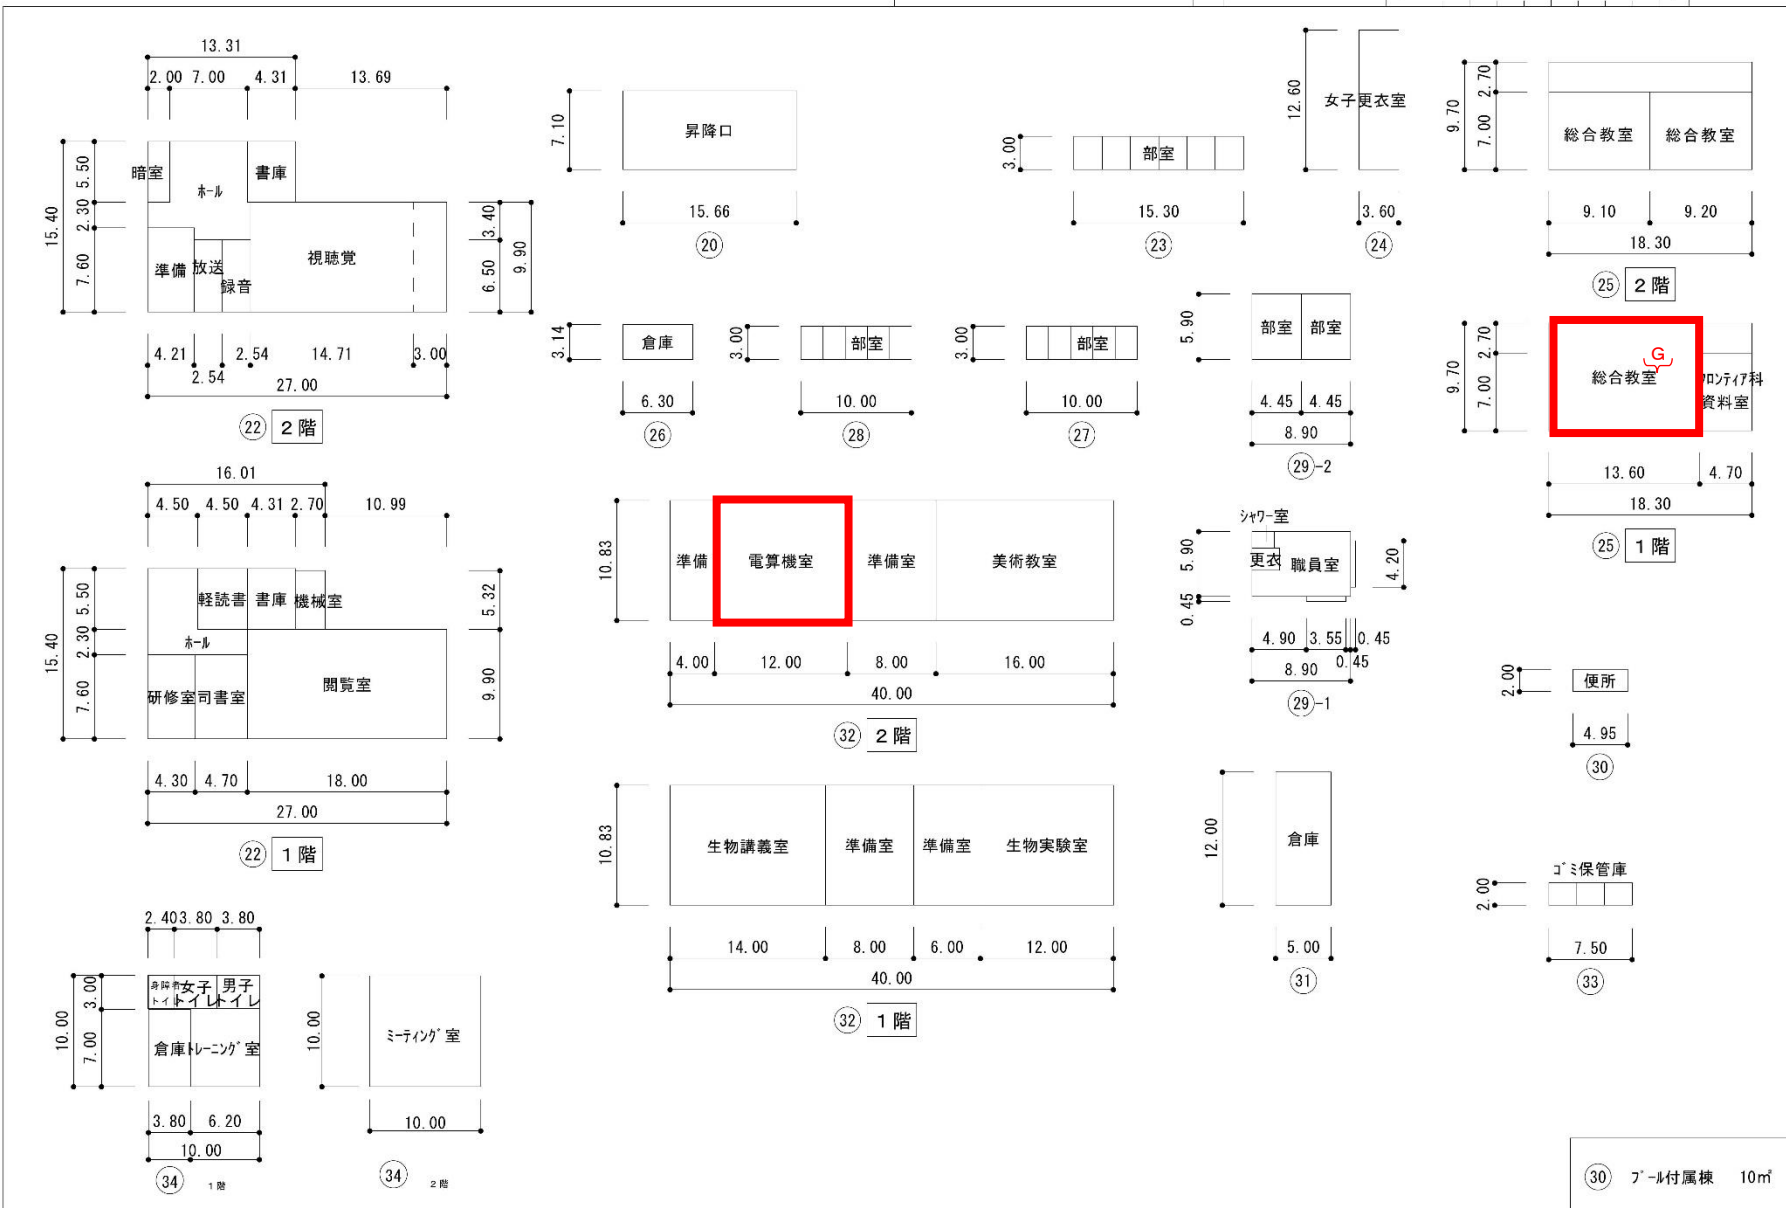 13.31
2.00 7.00 4.31 13.69
15.40
5.50
2.30
7.60
暗室
ホール
書庫
準備
放送
録音
視聴覚
3.40
6.50
9.90
4.21 2.54 14.71 3.00
2.54
27.00
22 2階
7.10
昇降口
15.66
20
3.00
部室
15.30
23
12.60
女子更衣室
3.60
24
9.70
2.70
7.00
総合教室 総合教室
9.10 9.20
18.30
25 2階
3.14
倉庫
6.30
26
3.00
部室
10.00
28
3.00
部室
10.00
27
5.90
部室 部室
4.45 4.45
8.90
29-2
9.70
2.70
7.00
G
総合教室
フロンティア科
資料室
13.60 4.70
18.30
25 1階
16.01
4.50 4.50 4.31 2.70 10.99
15.40
5.50
2.30
7.60
軽読書 書庫 機械室
ホール
研修室 司書室 閲覧室
5.32
9.90
4.30 4.70 18.00
27.00
22 1階
10.83
準備 電算機室 準備室 美術教室
4.00 12.00 8.00 16.00
40.00
32 2階
シャワー室
5.90
0.45
更衣 職員室
4.20
4.90 3.55 0.45
0.45
8.90
29-1
2.00
便所
4.95
30
10.83
生物講義室 準備室 準備室 生物実験室
14.00 8.00 6.00 12.00
40.00
32 1階
12.00
倉庫
5.00
31
ゴミ保管庫
2.00
7.50
33
2.40 3.80 3.80
10.00
3.00
7.00
身障者
トイレ
女子
トイレ
男子
トイレ
倉庫 トレーニング室
3.80 6.20
10.00
34 1階
10.00
ミーティング室
10.00
34 2階
30 プール付属棟 10㎡